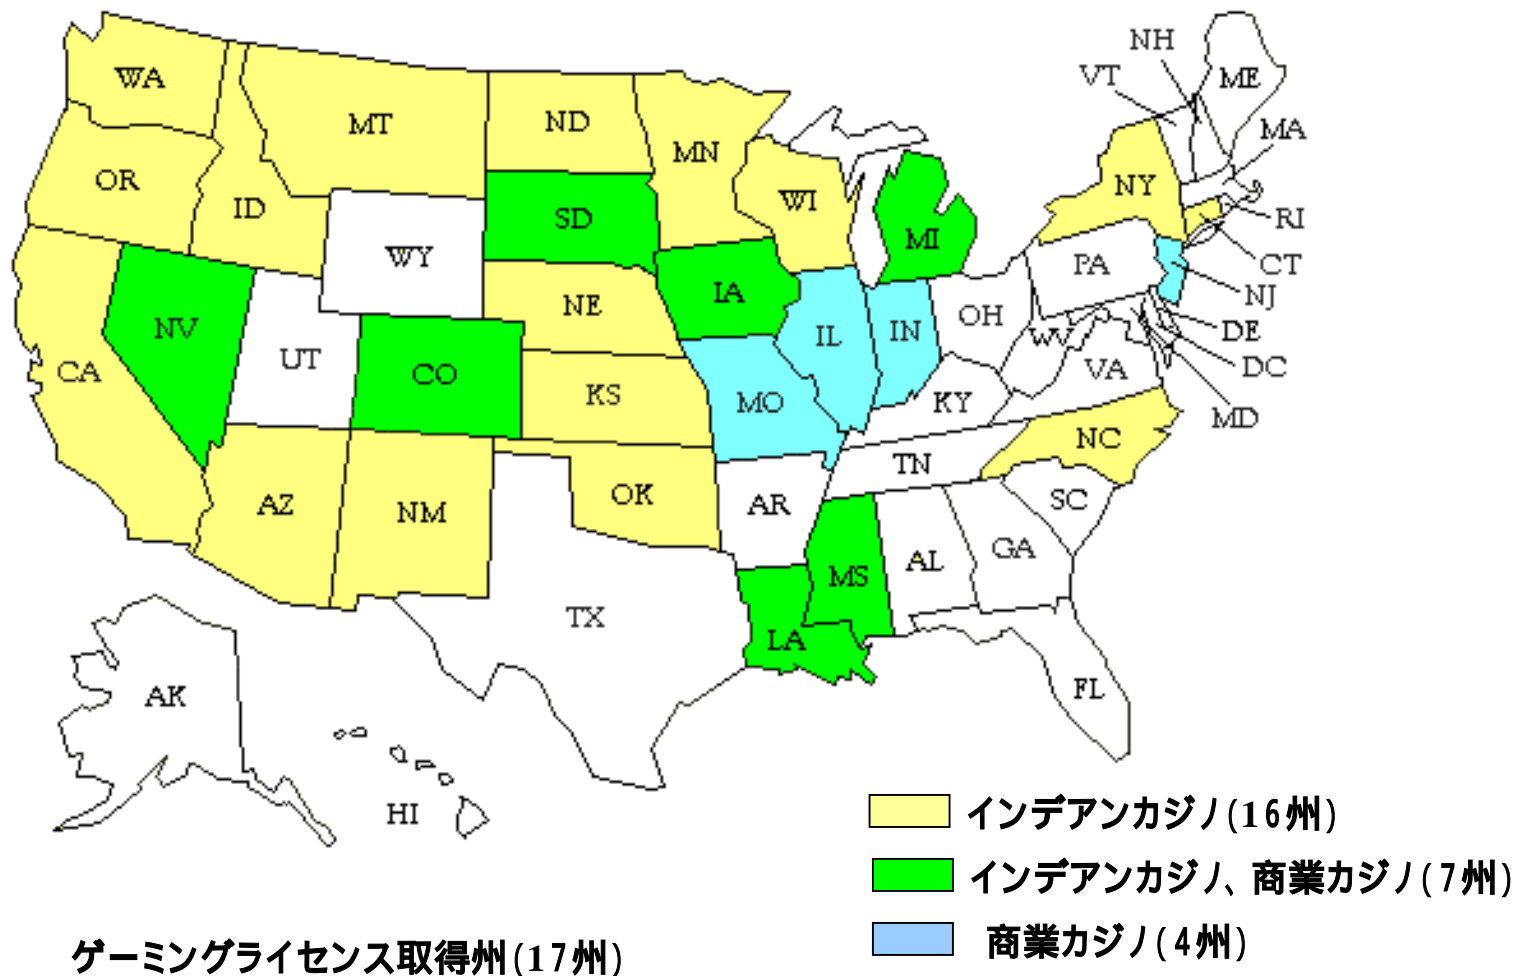 NH
VT
ME
WA
MT
ND
MN
MA
OR
ID
WI
NY
SD
MI
RI
WY
PA
CT
NV
NE
IA
NJ
IL
IN
OH
WV
DE
CA
UT
CO
KS
MO
KY
VA
DC
MD
NC
TN
AZ
NM
OK
AR
SC
MS
AL
GA
TX
LA
AK
FL
HI
インデアンカジノ(16州)
インデアンカジノ、商業カジノ(7州)
商業カジノ(4州)
ゲーミングライセンス取得州(17州)